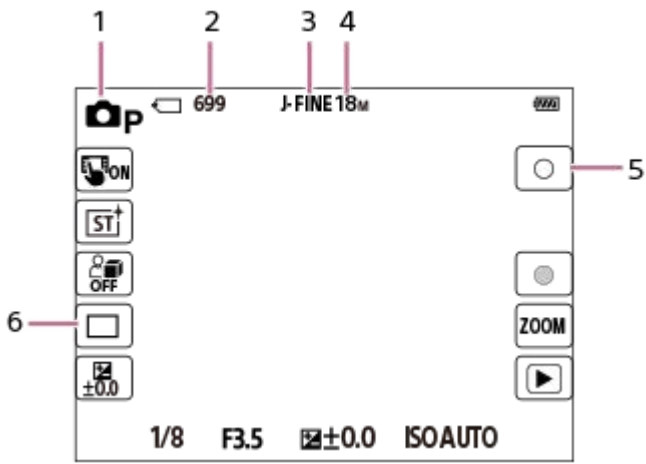 1 2 3 4
P 699 J-FINE 18M
ON
5
ST
OFF
6
ZOOM
±0.0
1/8 F3.5 ±0.0 ISO AUTO